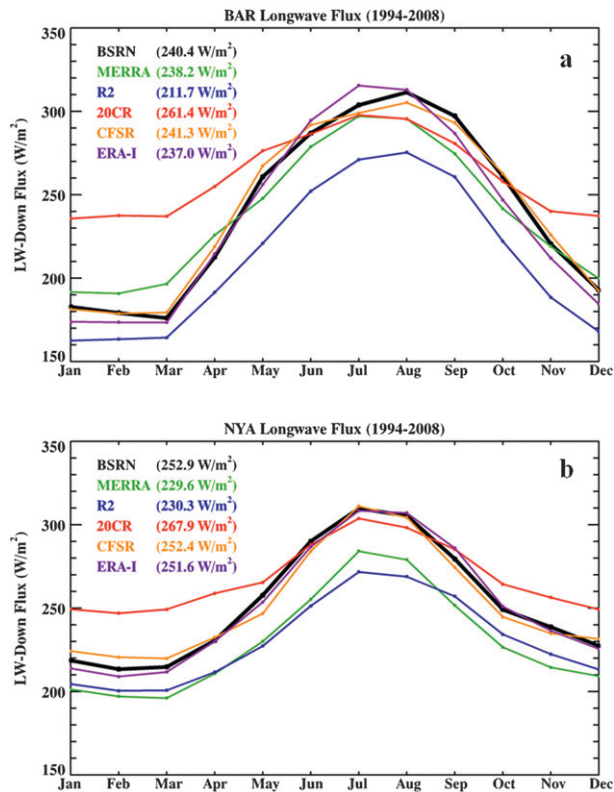 BAR Longwave Flux (1994-2008)
350
300
250
200
150
LW-Down Flux (W/m²)
BSRN (240.4 W/m²)
MERRA (238.2 W/m²)
R2 (211.7 W/m²)
20CR (261.4 W/m²)
CFSR (241.3 W/m²)
ERA-I (237.0 W/m²)
a
Jan Feb Mar Apr May Jun Jul Aug Sep Oct Nov Dec
NYA Longwave Flux (1994-2008)
350
300
250
200
150
LW-Down Flux (W/m²)
BSRN (252.9 W/m²)
MERRA (229.6 W/m²)
R2 (230.3 W/m²)
20CR (267.9 W/m²)
CFSR (252.4 W/m²)
ERA-I (251.6 W/m²)
b
Jan Feb Mar Apr May Jun Jul Aug Sep Oct Nov Dec